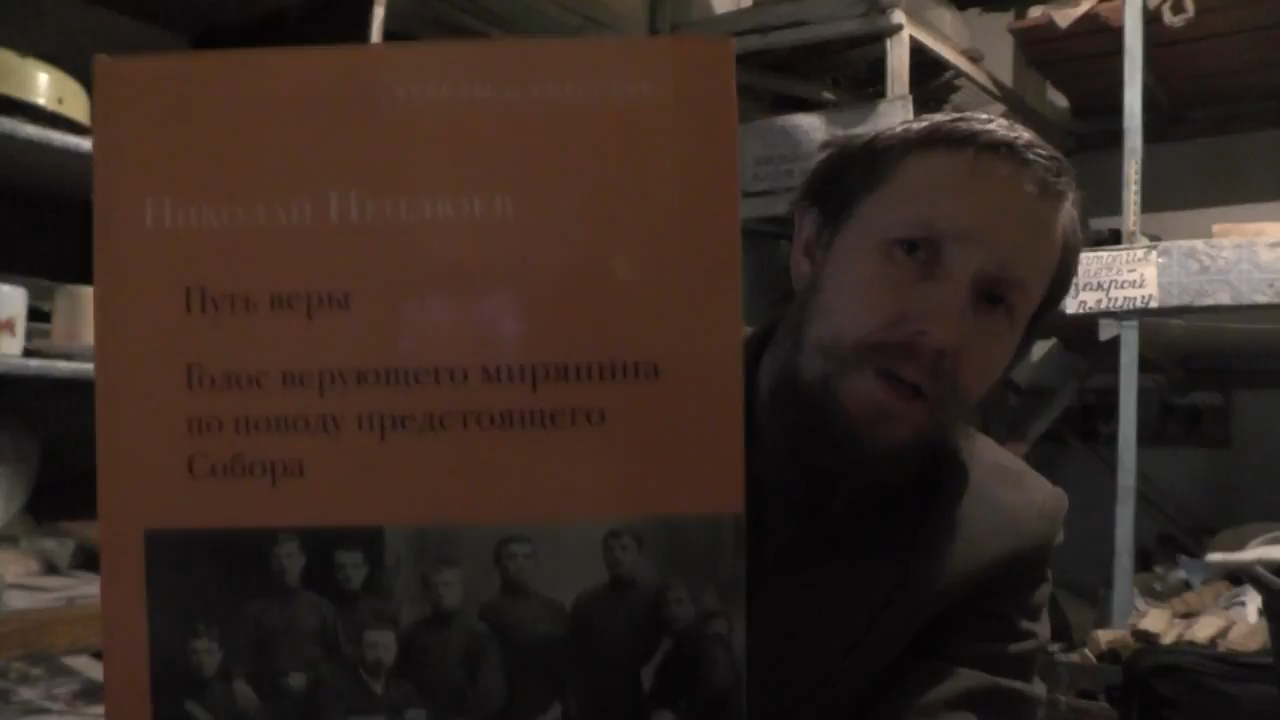 Николай Неплюев
Путь веры
Голос верующего мирянина
по поводу предстоящего
Собора
закрой
плиту